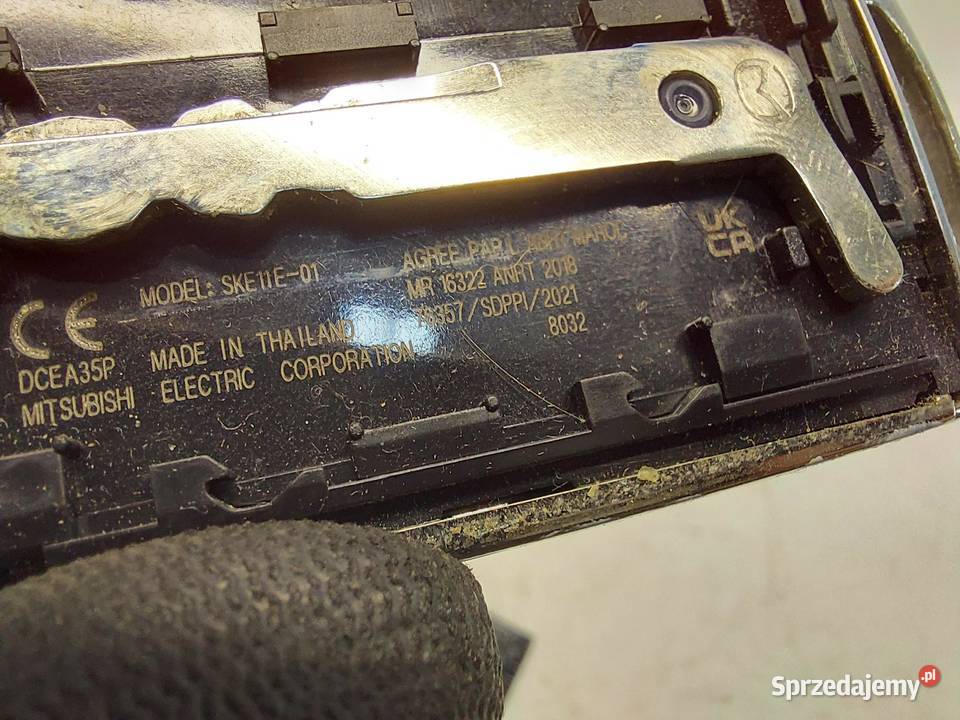 CE
MODEL: SKE11E-01
DCEA35P MADE IN THAILAND
MITSUBISHI ELECTRIC CORPORATION
AGREE PAR L'ANRT MAROC
MR 16322 ANRT 2018
357/SDPPI/2021
8032
UK
CA
Sprzedajemy.pl